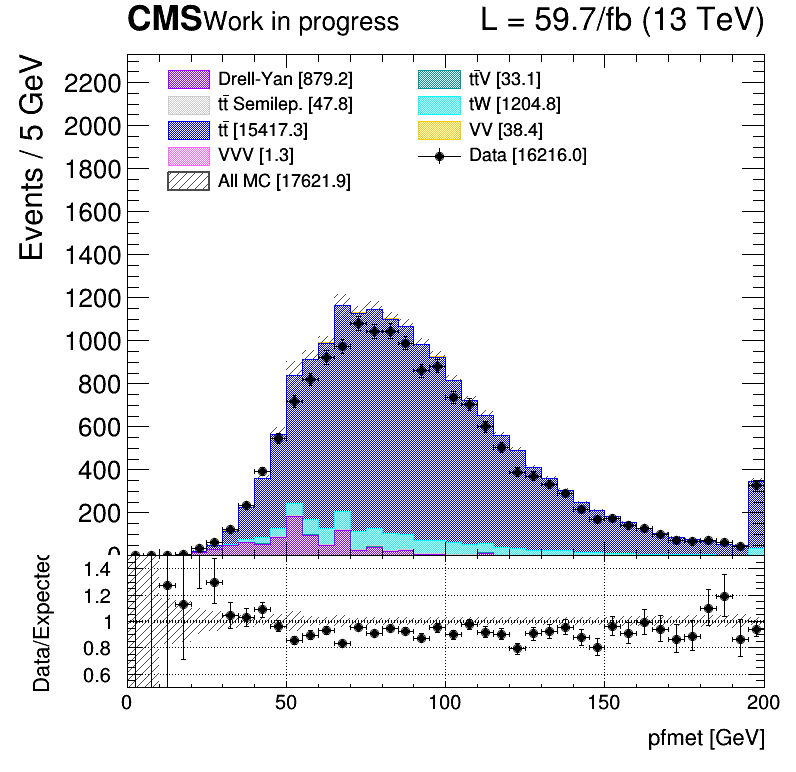 CMS Work in progress L = 59.7/fb (13 TeV)
Events / 5 GeV
2200
2000
1800
1600
1400
1200
1000
800
600
400
200
0
Drell-Yan [879.2]
tt̄ Semilep. [47.8]
tt̄ [15417.3]
VVV [1.3]
All MC [17621.9]
tt̄V [33.1]
tW [1204.8]
VV [38.4]
Data [16216.0]
Data/Expected
1.4
1.2
1
0.8
0.6
0 50 100 150 200
pfmet [GeV]